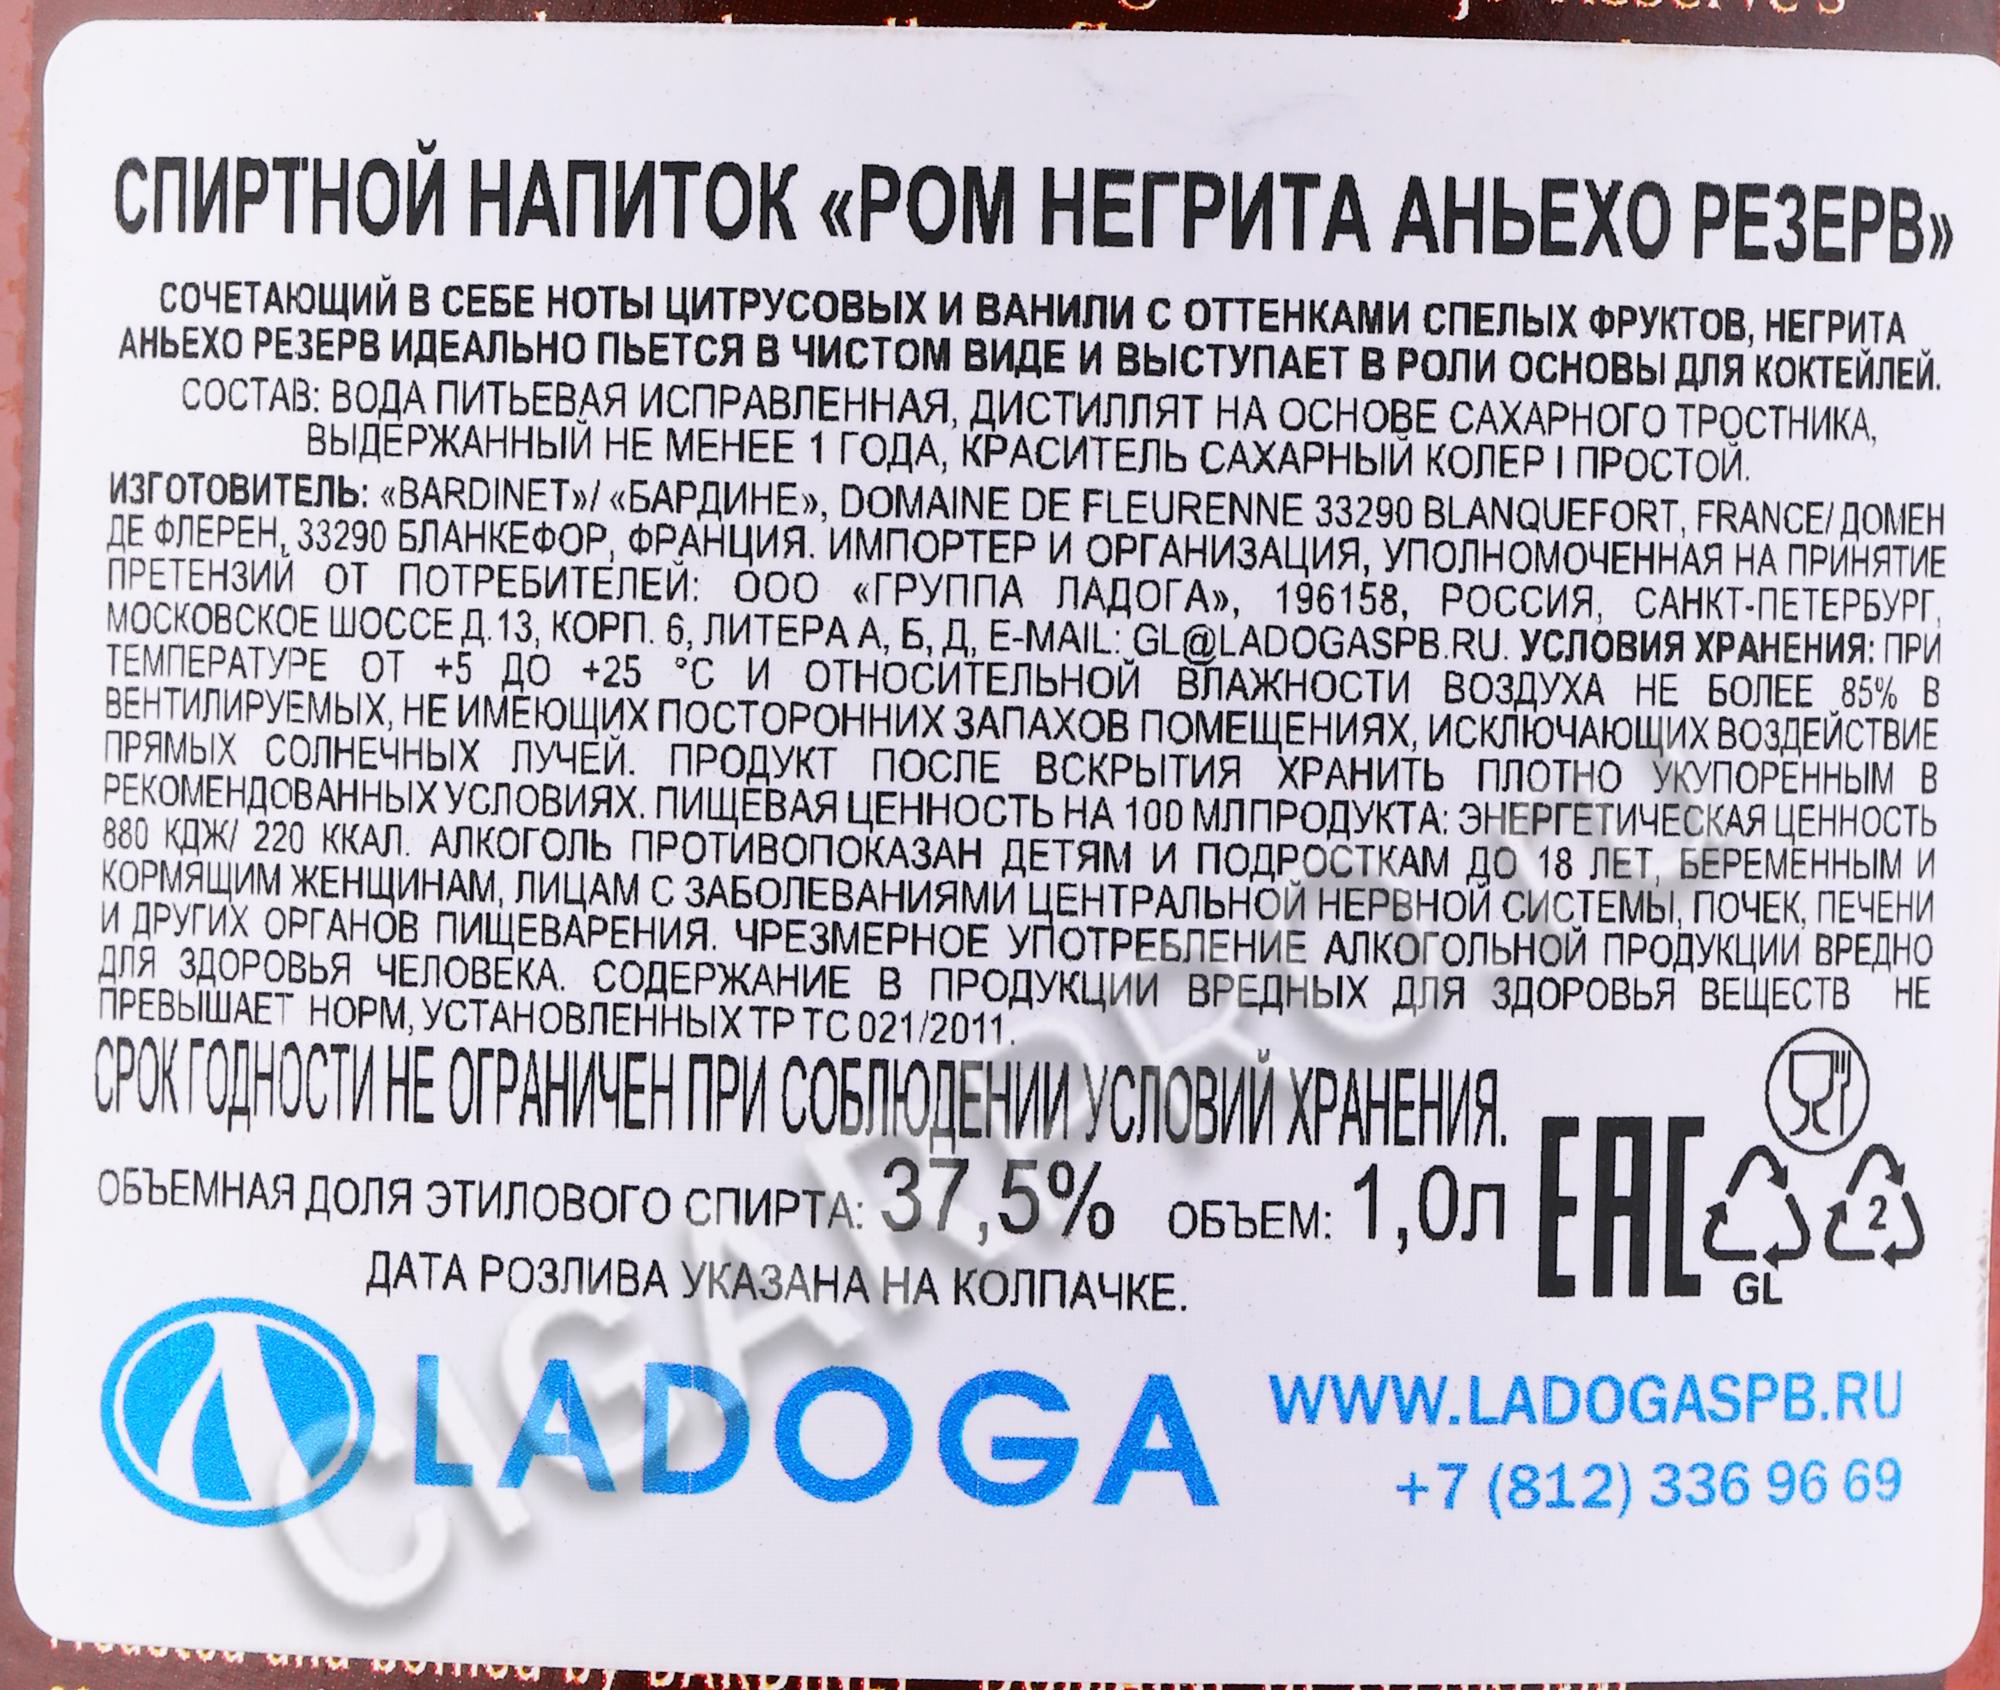 СПИРТНОЙ НАПИТОК «РОМ НЕГРИТА АНЬЕХО РЕЗЕРВ»
СОЧЕТАЮЩИЙ В СЕБЕ НОТЫ ЦИТРУСОВЫХ И ВАНИЛИ С ОТТЕНКАМИ СПЕЛЫХ ФРУКТОВ, НЕГРИТА
АНЬЕХО РЕЗЕРВ ИДЕАЛЬНО ПЬЕТСЯ В ЧИСТОМ ВИДЕ И ВЫСТУПАЕТ В РОЛИ ОСНОВЫ ДЛЯ КОКТЕЙЛЕЙ.
СОСТАВ: ВОДА ПИТЬЕВАЯ ИСПРАВЛЕННАЯ, ДИСТИЛЛЯТ НА ОСНОВЕ САХАРНОГО ТРОСТНИКА,
ВЫДЕРЖАННЫЙ НЕ МЕНЕЕ 1 ГОДА, КРАСИТЕЛЬ САХАРНЫЙ КОЛЕР I ПРОСТОЙ.
ИЗГОТОВИТЕЛЬ: «BARDINET»/ «БАРДИНЕ», DOMAINE DE FLEURENNE 33290 BLANQUEFORT, FRANCE/ ДОМЕН
ДЕ ФЛЕРЕН, 33290 БЛАНКЕФОР, ФРАНЦИЯ. ИМПОРТЕР И ОРГАНИЗАЦИЯ, УПОЛНОМОЧЕННАЯ НА ПРИНЯТИЕ
ПРЕТЕНЗИЙ ОТ ПОТРЕБИТЕЛЕЙ: ООО «ГРУППА ЛАДОГА», 196158, РОССИЯ, САНКТ-ПЕТЕРБУРГ,
МОСКОВСКОЕ ШОССЕ Д.13, КОРП. 6, ЛИТЕРА А, Б, Д, E-MAIL: GL@LADOGASPB.RU. УСЛОВИЯ ХРАНЕНИЯ: ПРИ
ТЕМПЕРАТУРЕ ОТ +5 ДО +25 °С И ОТНОСИТЕЛЬНОЙ ВЛАЖНОСТИ ВОЗДУХА НЕ БОЛЕЕ 85% В
ВЕНТИЛИРУЕМЫХ, НЕ ИМЕЮЩИХ ПОСТОРОННИХ ЗАПАХОВ ПОМЕЩЕНИЯХ, ИСКЛЮЧАЮЩИХ ВОЗДЕЙСТВИЕ
ПРЯМЫХ СОЛНЕЧНЫХ ЛУЧЕЙ. ПРОДУКТ ПОСЛЕ ВСКРЫТИЯ ХРАНИТЬ ПЛОТНО УКУПОРЕННЫМ В
РЕКОМЕНДОВАННЫХ УСЛОВИЯХ. ПИЩЕВАЯ ЦЕННОСТЬ НА 100 МЛПРОДУКТА: ЭНЕРГЕТИЧЕСКАЯ ЦЕННОСТЬ
880 КДЖ/ 220 ККАЛ. АЛКОГОЛЬ ПРОТИВОПОКАЗАН ДЕТЯМ И ПОДРОСТКАМ ДО 18 ЛЕТ, БЕРЕМЕННЫМ И
КОРМЯЩИМ ЖЕНЩИНАМ, ЛИЦАМ С ЗАБОЛЕВАНИЯМИ ЦЕНТРАЛЬНОЙ НЕРВНОЙ СИСТЕМЫ, ПОЧЕК, ПЕЧЕНИ
И ДРУГИХ ОРГАНОВ ПИЩЕВАРЕНИЯ. ЧРЕЗМЕРНОЕ УПОТРЕБЛЕНИЕ АЛКОГОЛЬНОЙ ПРОДУКЦИИ ВРЕДНО
ДЛЯ ЗДОРОВЬЯ ЧЕЛОВЕКА. СОДЕРЖАНИЕ В ПРОДУКЦИИ ВРЕДНЫХ ДЛЯ ЗДОРОВЬЯ ВЕЩЕСТВ НЕ
ПРЕВЫШАЕТ НОРМ, УСТАНОВЛЕННЫХ ТР ТС 021/2011.
СРОК ГОДНОСТИ НЕ ОГРАНИЧЕН ПРИ СОБЛЮДЕНИИ УСЛОВИЙ ХРАНЕНИЯ.
ОБЪЕМНАЯ ДОЛЯ ЭТИЛОВОГО СПИРТА: 37,5% ОБЪЕМ: 1,0л
ЕАС
GL
2
ДАТА РОЗЛИВА УКАЗАНА НА КОЛПАЧКЕ.
LADOGA
WWW.LADOGASPB.RU
+7 (812) 336 96 69
CIGARPRO.RU